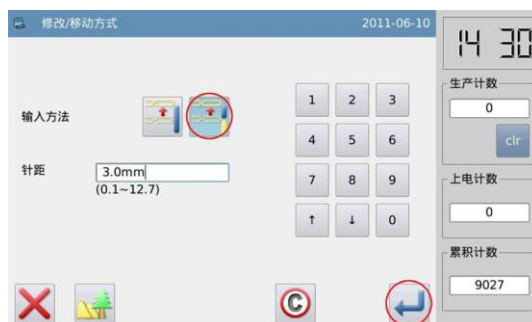 修改/移动方式 2011-06-10
14 30
生产计数
0
clr
输入方法
1 2 3
4 5 6
针距 3.0mm
(0.1~12.7)
7 8 9
↑ ↓ 0
上电计数
0
累积计数
9027
C